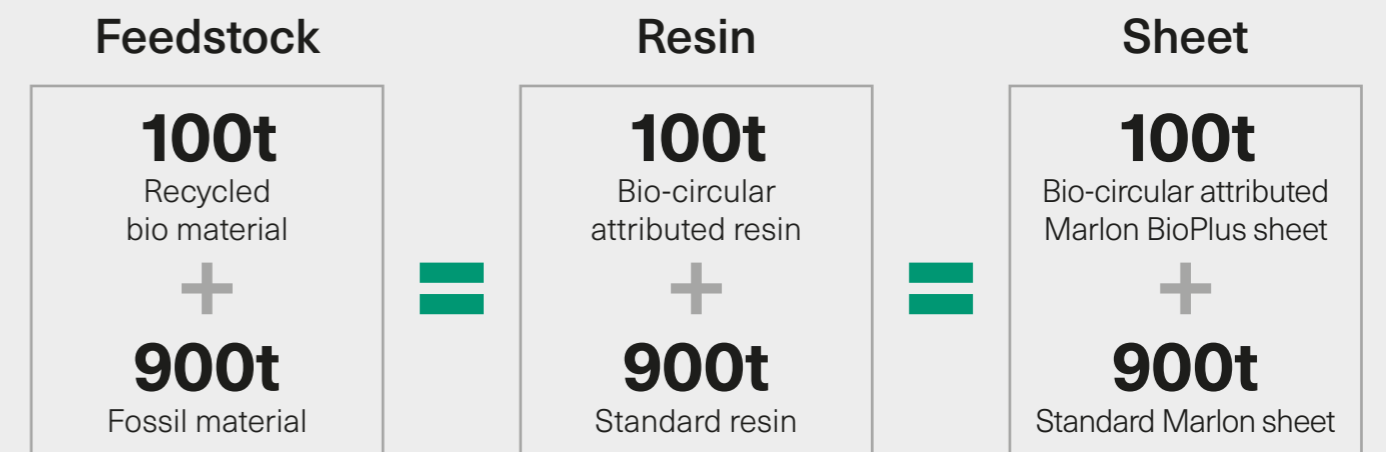 Feedstock
100t
Recycled
bio material
+
900t
Fossil material
=
Resin
100t
Bio-circular
attributed resin
+
900t
Standard resin
=
Sheet
100t
Bio-circular attributed
Marlon BioPlus sheet
+
900t
Standard Marlon sheet